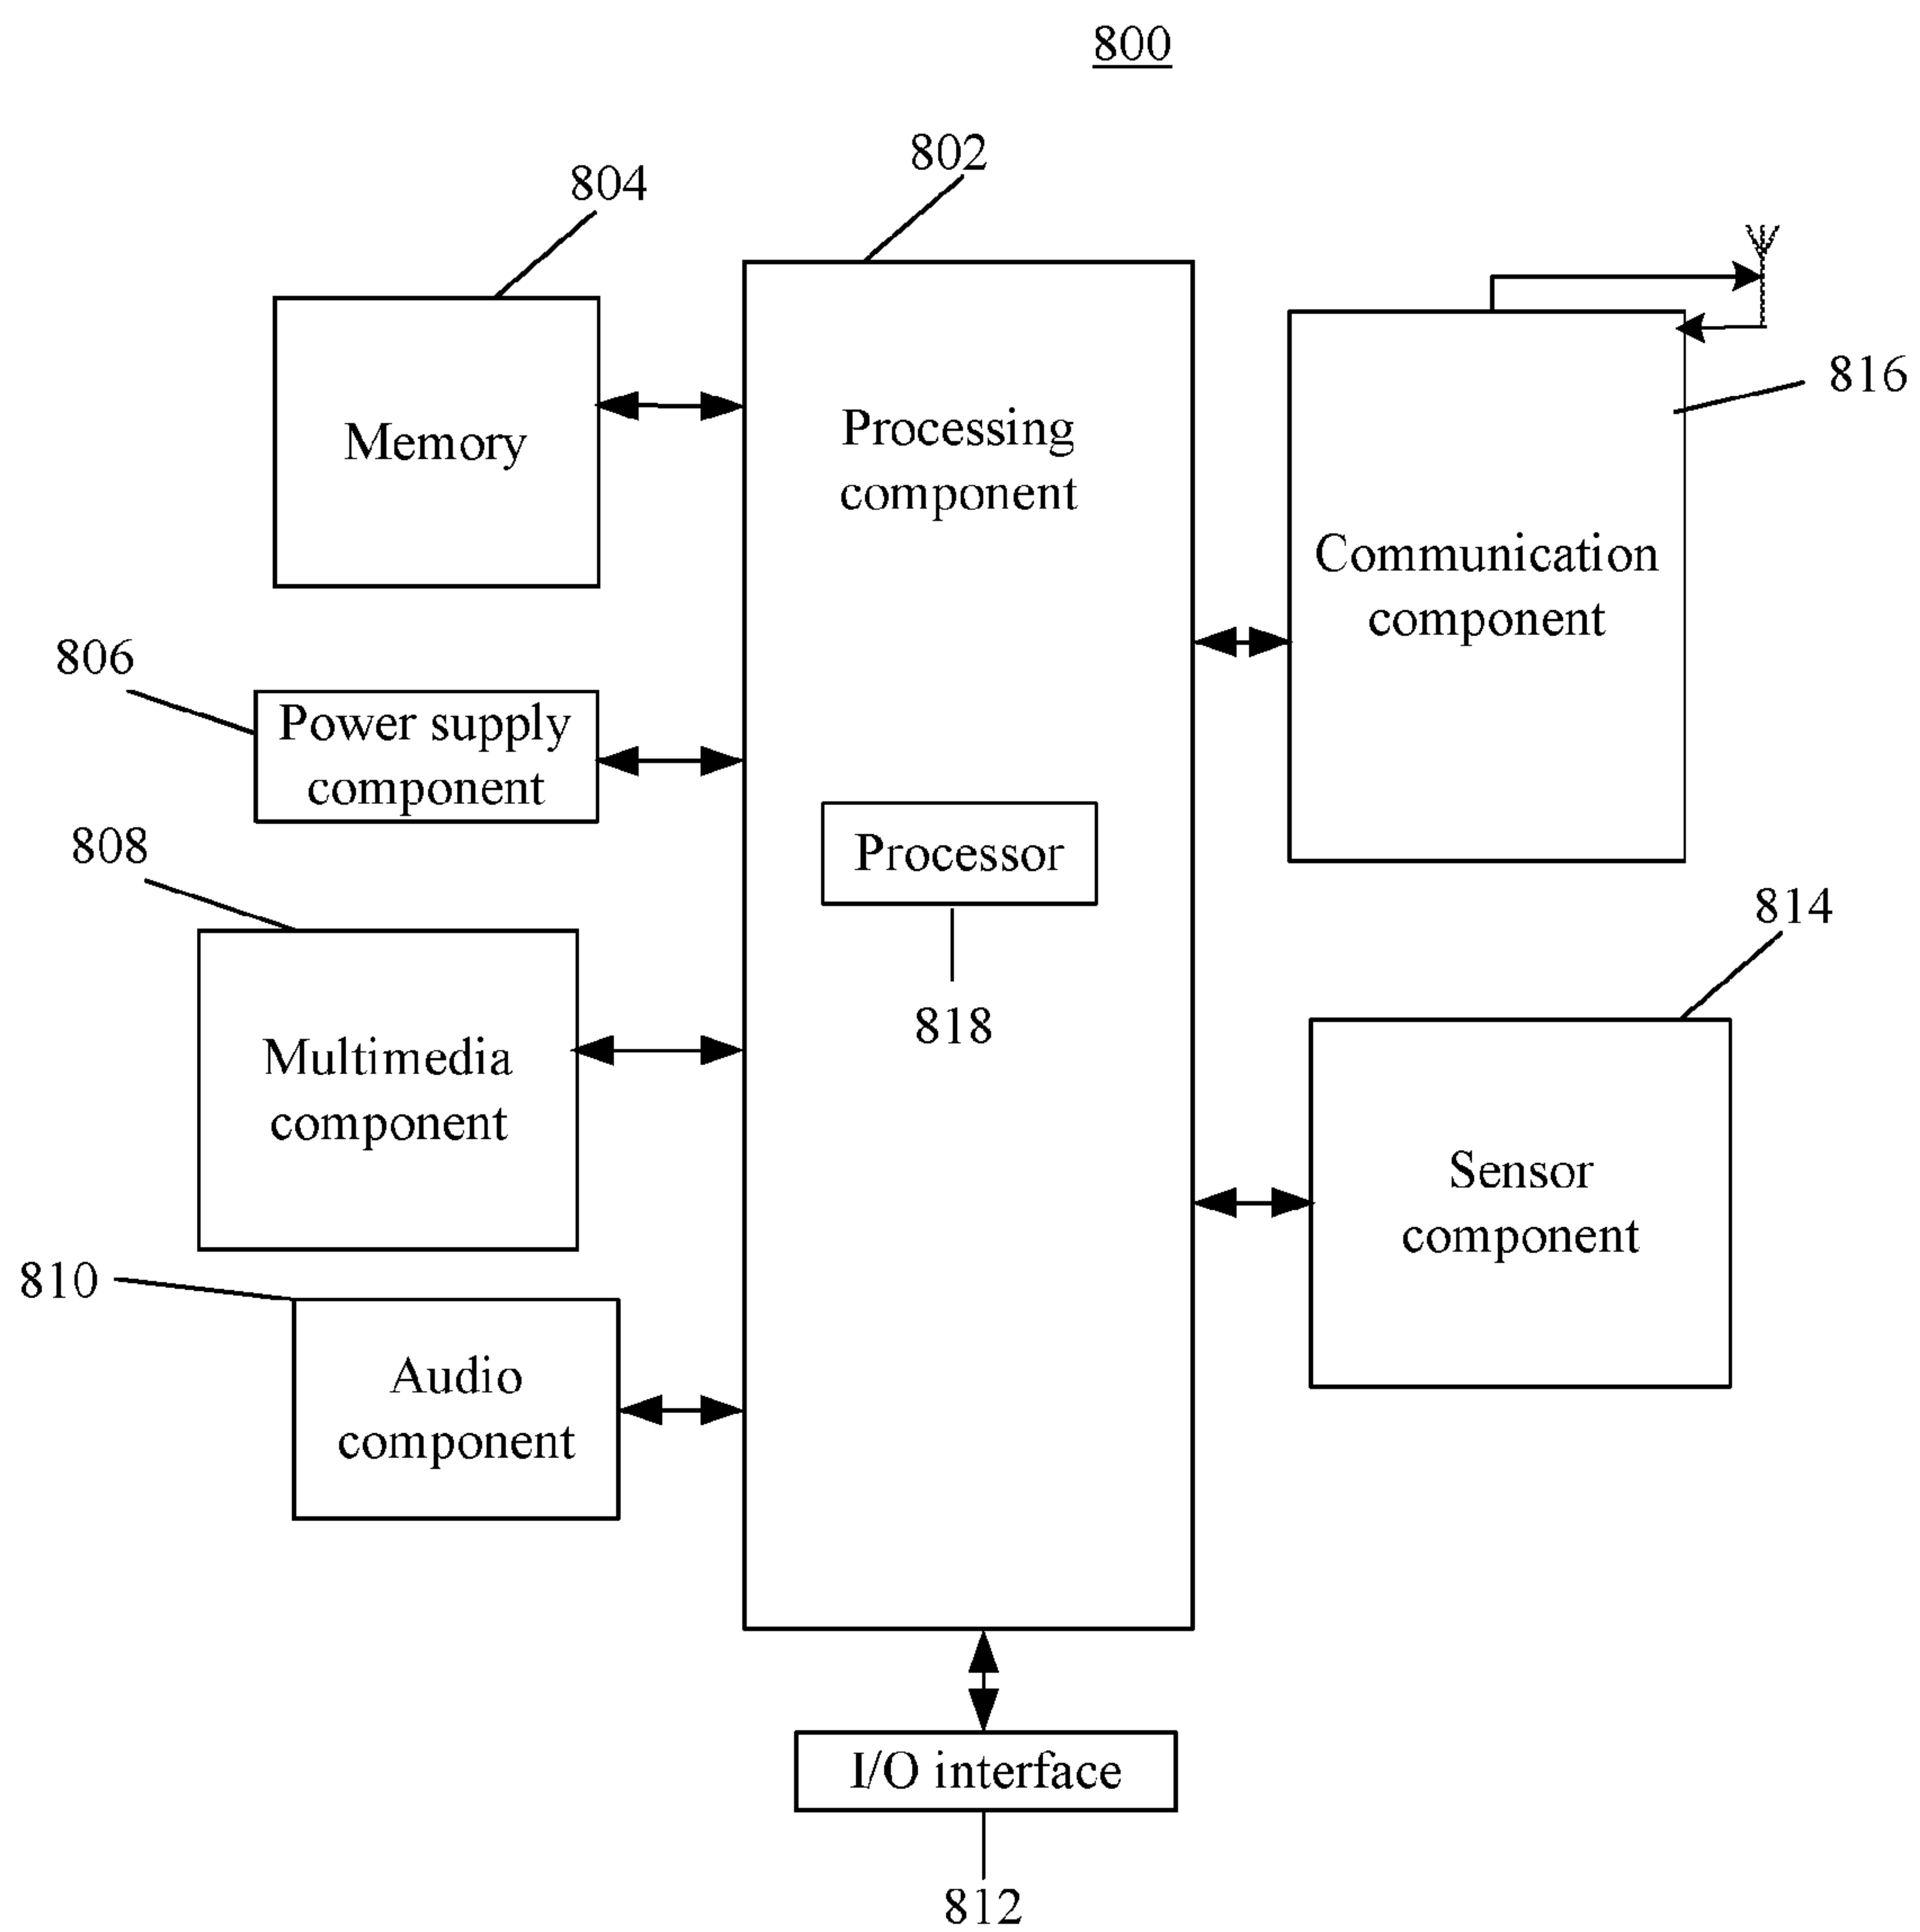 800
802
804
Memory
Processing
component
816
Communication
component
806
Power supply
component
808
Processor
818
814
Multimedia
component
Sensor
component
810
Audio
component
I/O interface
812